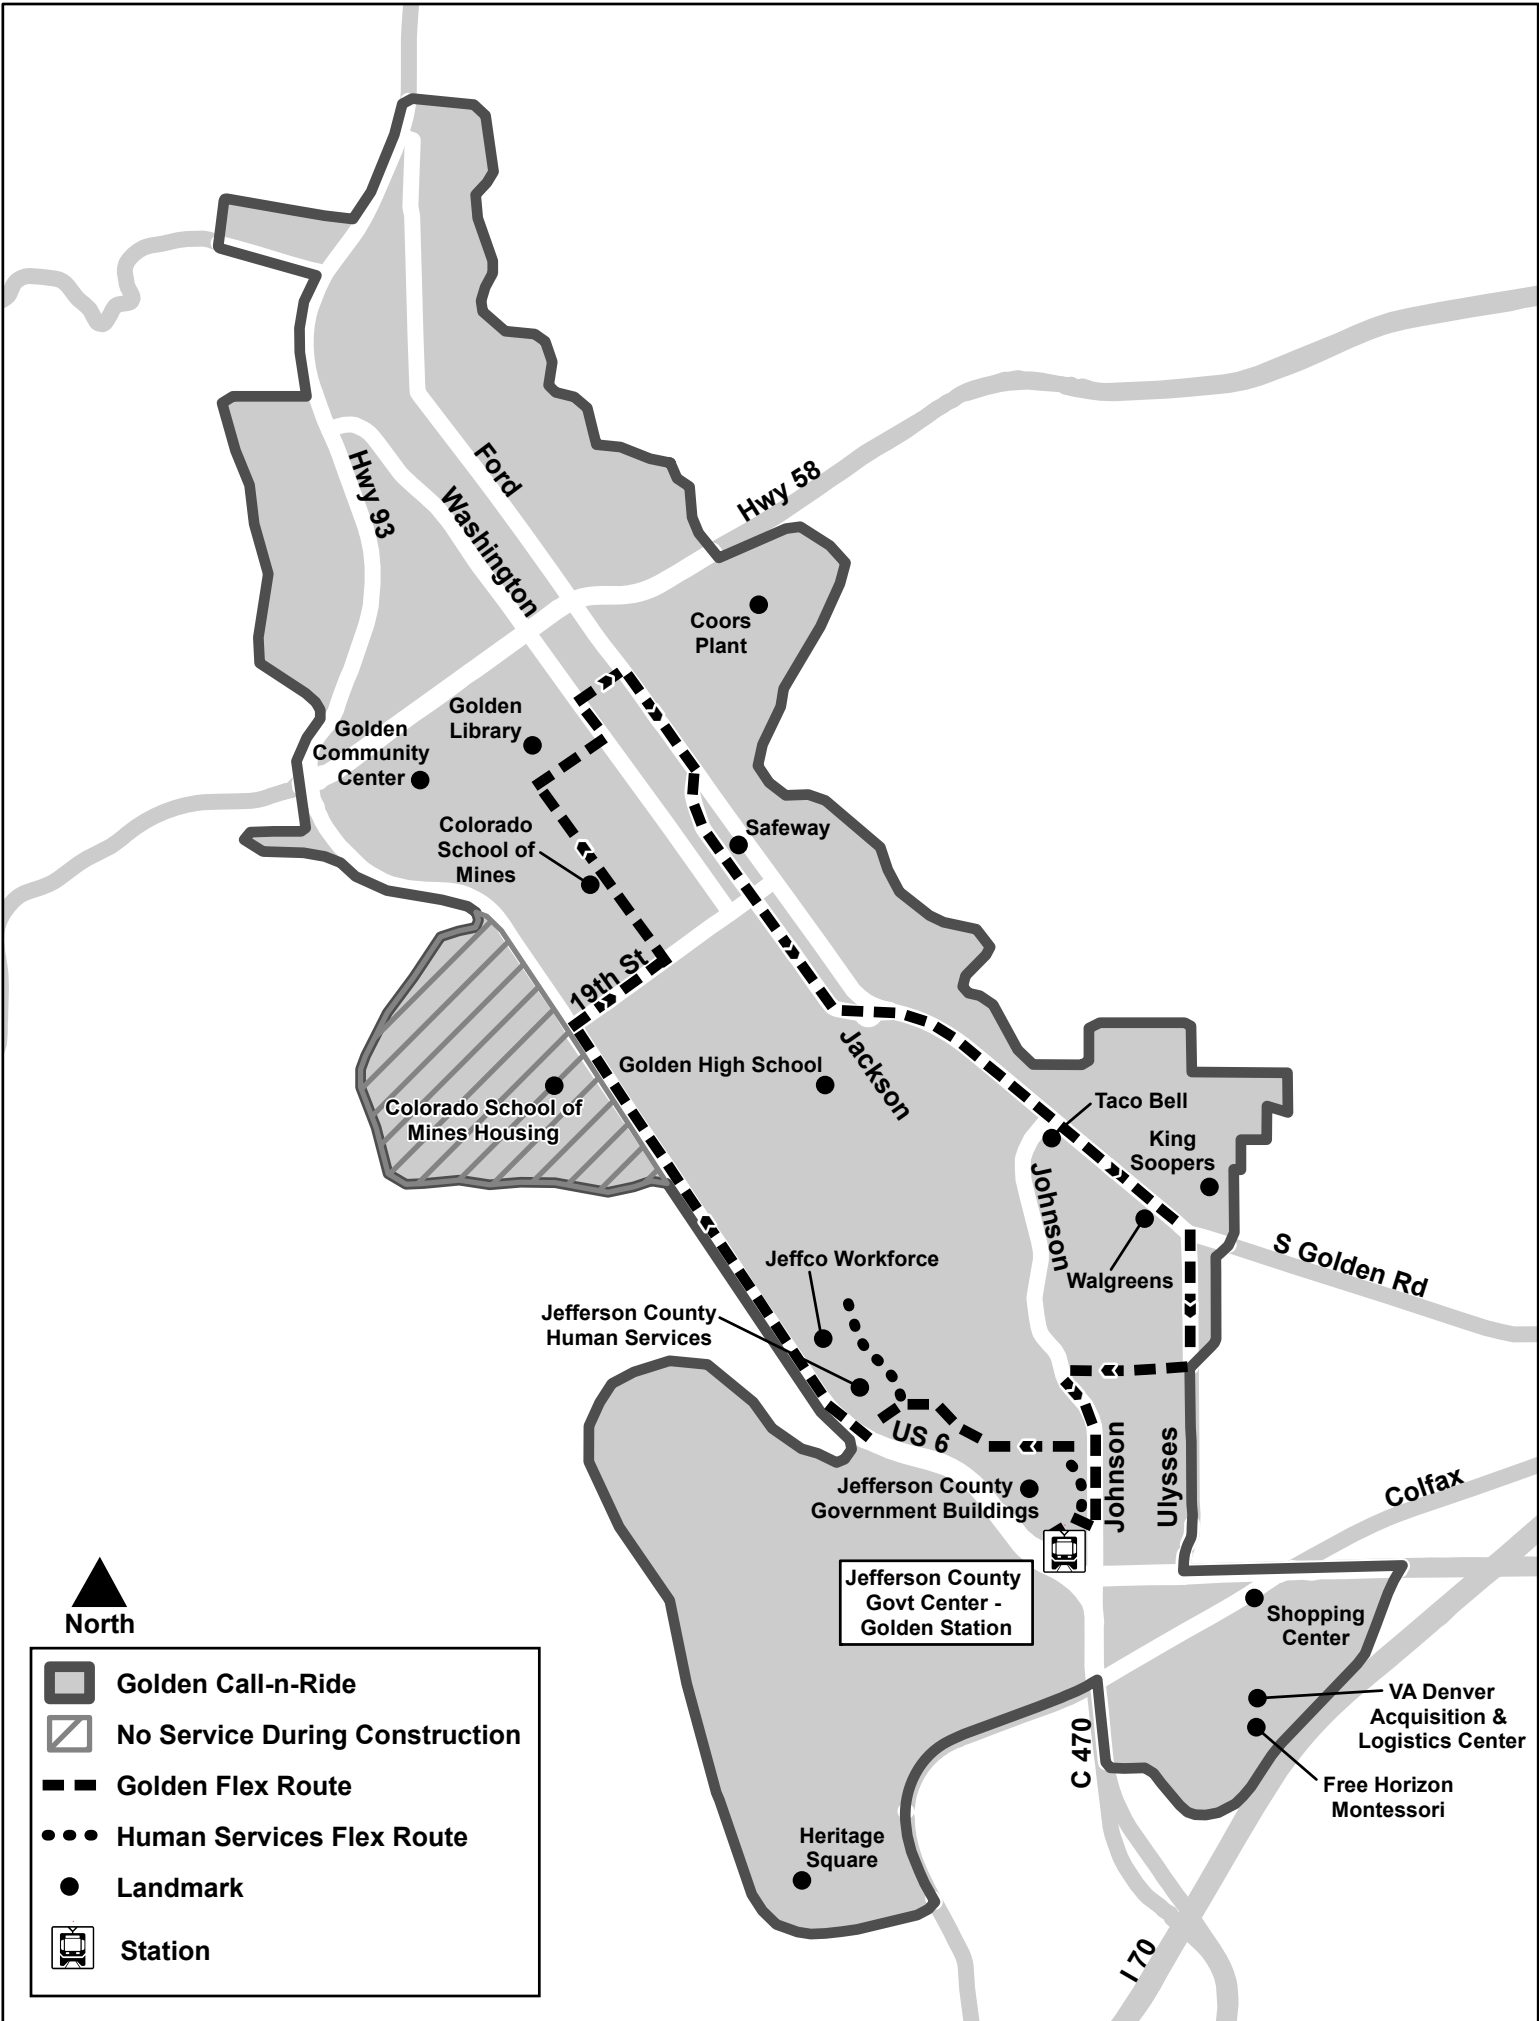 Ford
Hwy 93
Washington
Hwy 58
Coors
Plant
Golden
Library
Golden
Community
Center
Colorado
School of
Mines
Safeway
19th St
Golden High School
Jackson
Colorado School of
Mines Housing
Taco Bell
King
Soopers
Johnson
Walgreens
S Golden Rd
Jeffco Workforce
Jefferson County
Human Services
US 6
Johnson
Ulysses
Colfax
Jefferson County
Government Buildings
Jefferson County
Govt Center -
Golden Station
Shopping
Center
VA Denver
Acquisition &
Logistics Center
C 470
Free Horizon
Montessori
Heritage
Square
I 70
North
Golden Call-n-Ride
No Service During Construction
Golden Flex Route
Human Services Flex Route
Landmark
Station